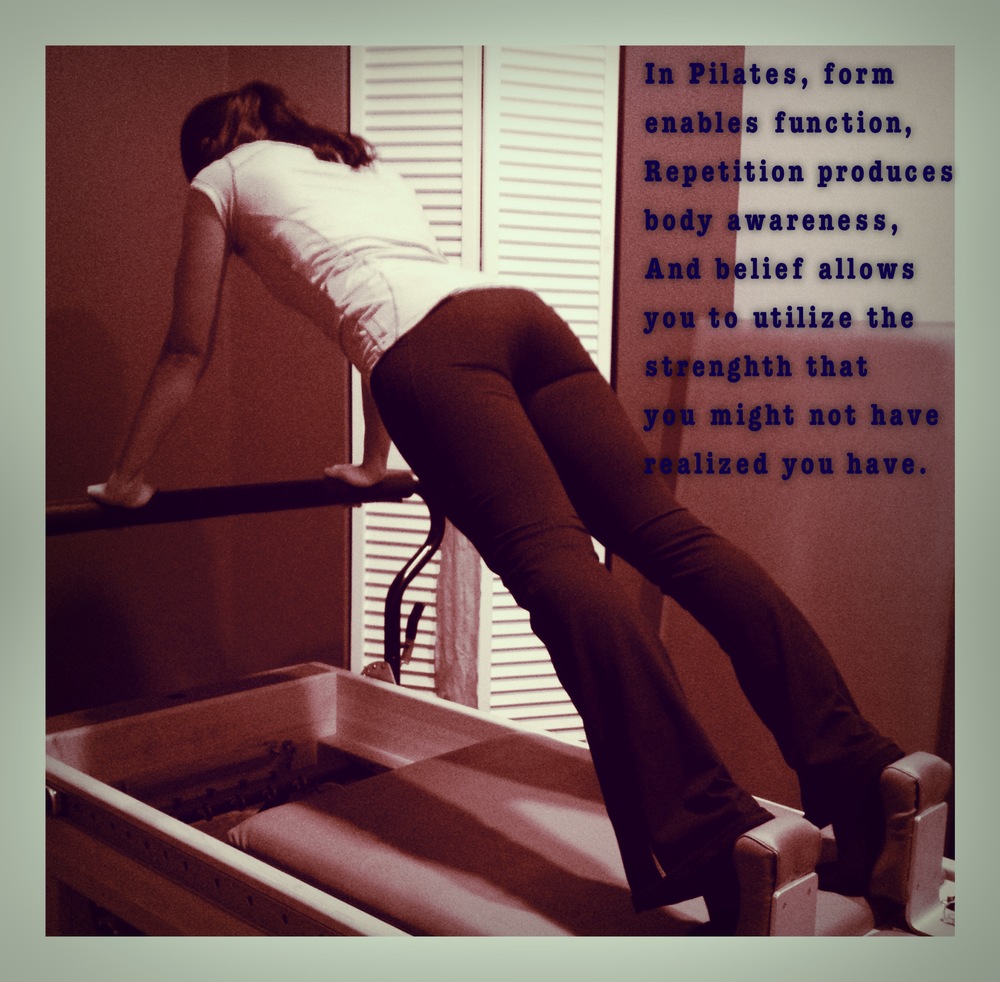 In Pilates, form
enables function,
Repetition produces
body awareness,
And belief allows
you to utilize the
strenghth that
you might not have
realized you have.